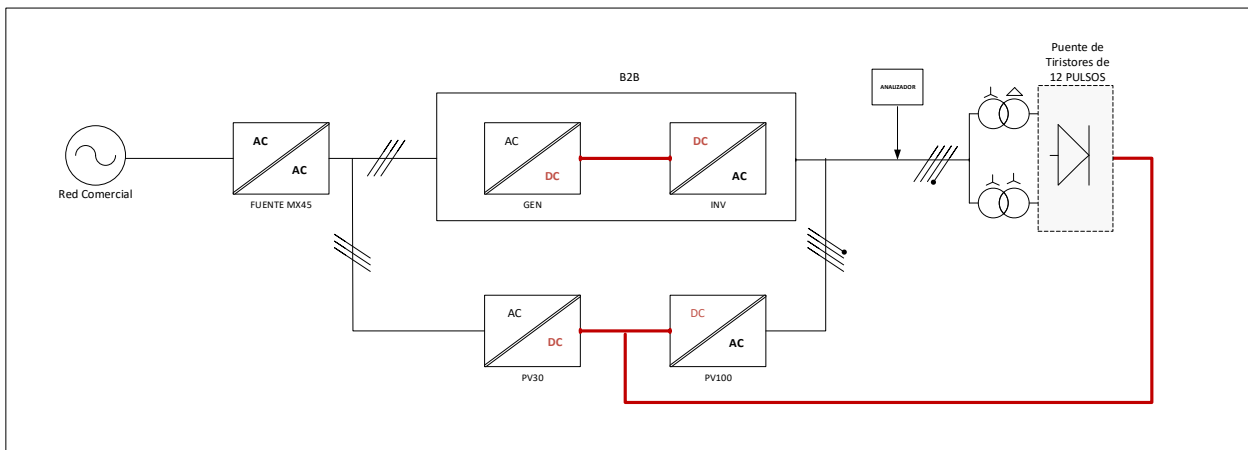 Puente de
Tiristores de
12 PULSOS
B2B
ANALIZADOR
AC
AC
AC
DC
DC
AC
Red Comercial
FUENTE MX45
GEN
INV
AC
DC
DC
AC
PV30
PV100